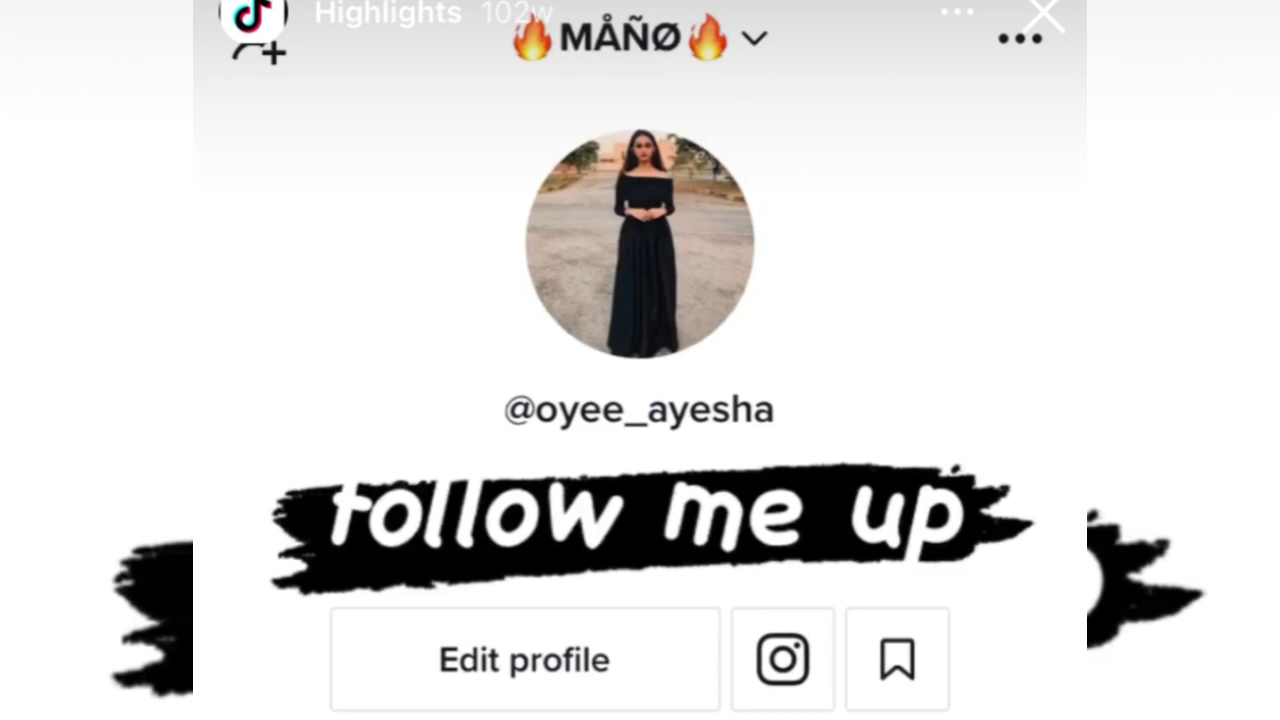 Highlights 102w
🔥MÅÑØ🔥
@oyee_ayesha
follow me up
Edit profile